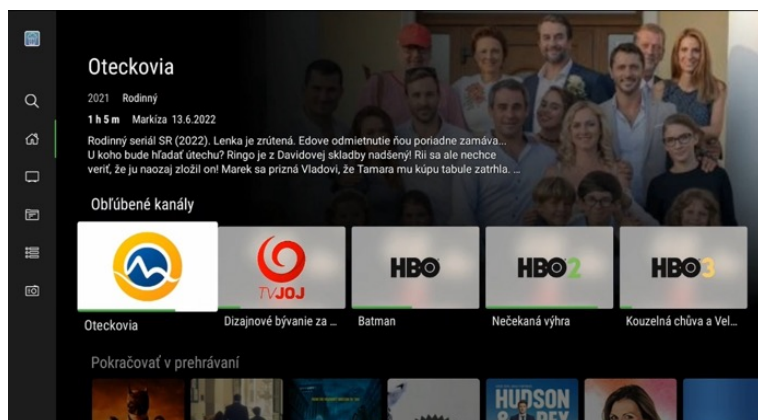 Oteckovia
2021 Rodinný
1 h 5 m Markíza 13.6.2022
Rodinný seriál SR (2022). Lenka je zrútená. Edove odmietnutie ňou poriadne zamáva...
U koho bude hľadať útechu? Ringo je z Davidovej skladby nadšený! Rii sa ale nechce
veriť, že ju naozaj zložil on! Marek sa prizná Vladovi, že Tamara mu kúpu tabule zatrhla. ...
Obľúbené kanály
TVJOJ
HBO
HBO2
HBO3
Oteckovia
Dizajnové bývanie za ...
Batman
Nečekaná výhra
Kouzelná chůva a Vel...
Pokračovať v prehrávaní
HUDSON
& REX